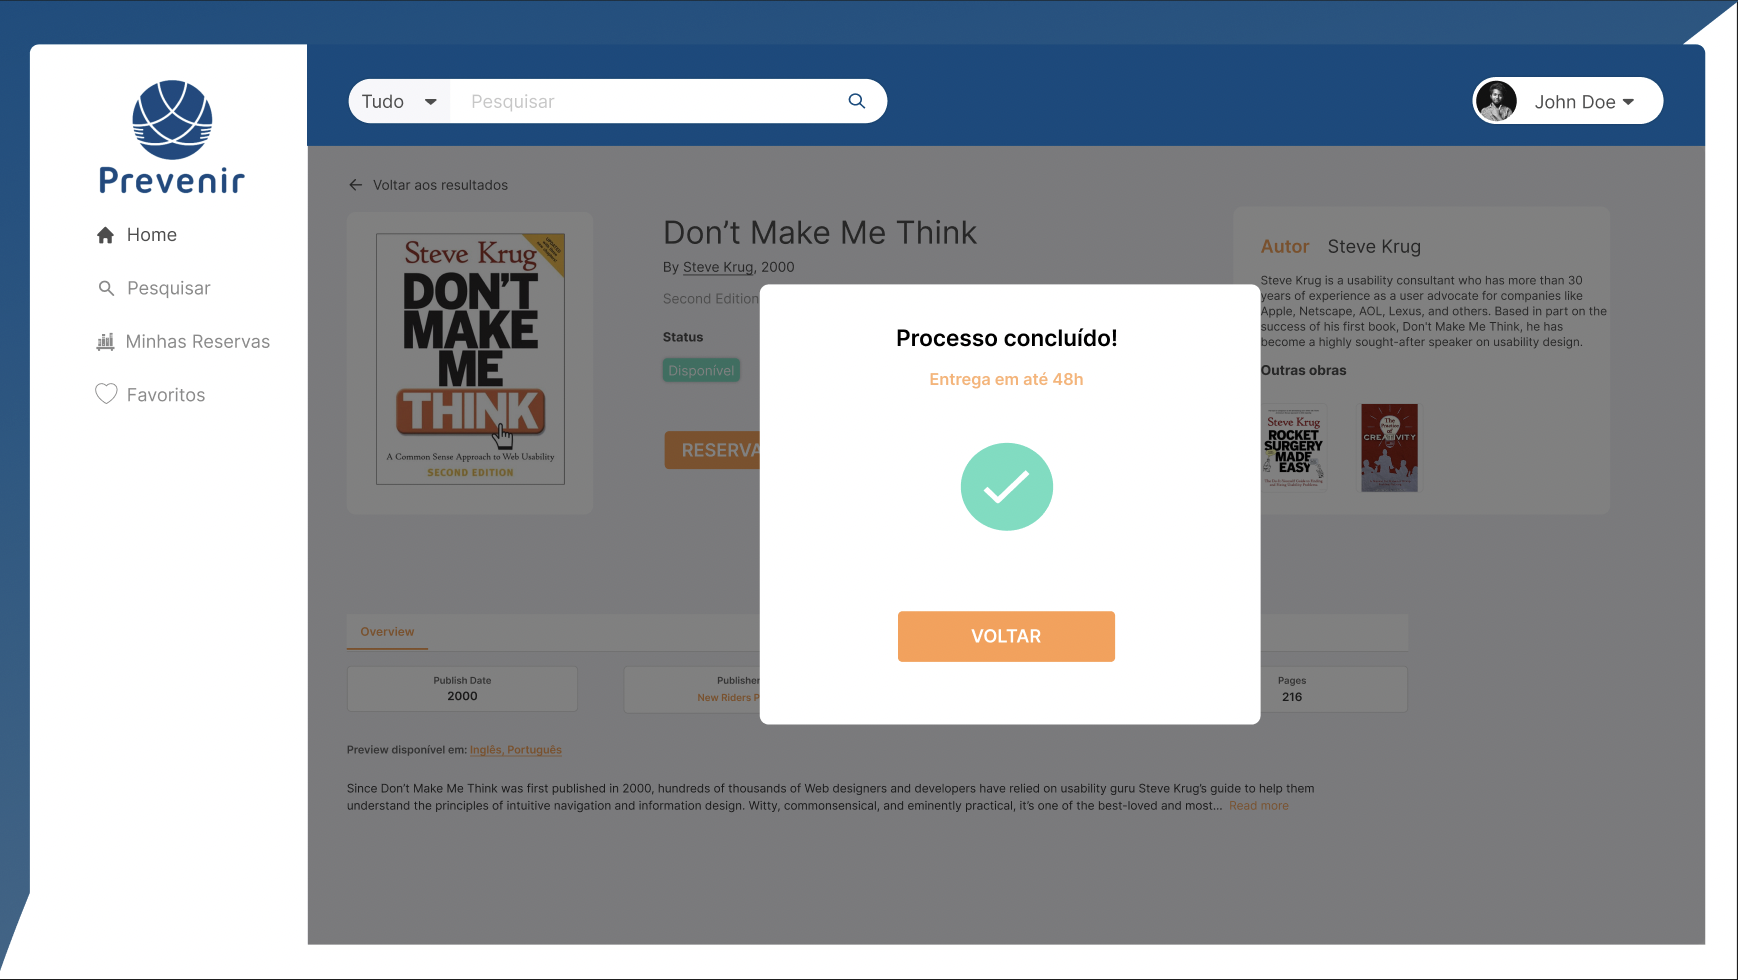 Prevenir
Home
Pesquisar
Minhas Reservas
Favoritos
Tudo
Pesquisar
John Doe
Voltar aos resultados
Steve Krug
DON'T
MAKE
ME
THINK
A Common Sense Approach to Web Usability
SECOND EDITION
Don't Make Me Think
By Steve Krug, 2000
Second Edition
Status
Disponível
RESERVA
Autor Steve Krug
Steve Krug is a usability consultant who has more than 30
years of experience as a user advocate for companies like
Apple, Netscape, AOL, Lexus, and others. Based in part on the
success of his first book, Don't Make Me Think, he has
become a highly sought-after speaker on usability design.
Outras obras
Steve Krug
ROCKET
SURGERY
MADE
EASY
The Practice of
CREATIVITY
Processo concluído!
Entrega em até 48h
VOLTAR
Overview
Publish Date
2000
Publisher
New Riders P
Pages
216
Preview disponível em: Inglês, Português
Since Don't Make Me Think was first published in 2000, hundreds of thousands of Web designers and developers have relied on usability guru Steve Krug's guide to help them
understand the principles of intuitive navigation and information design. Witty, commonsensical, and eminently practical, it's one of the best-loved and most... Read more